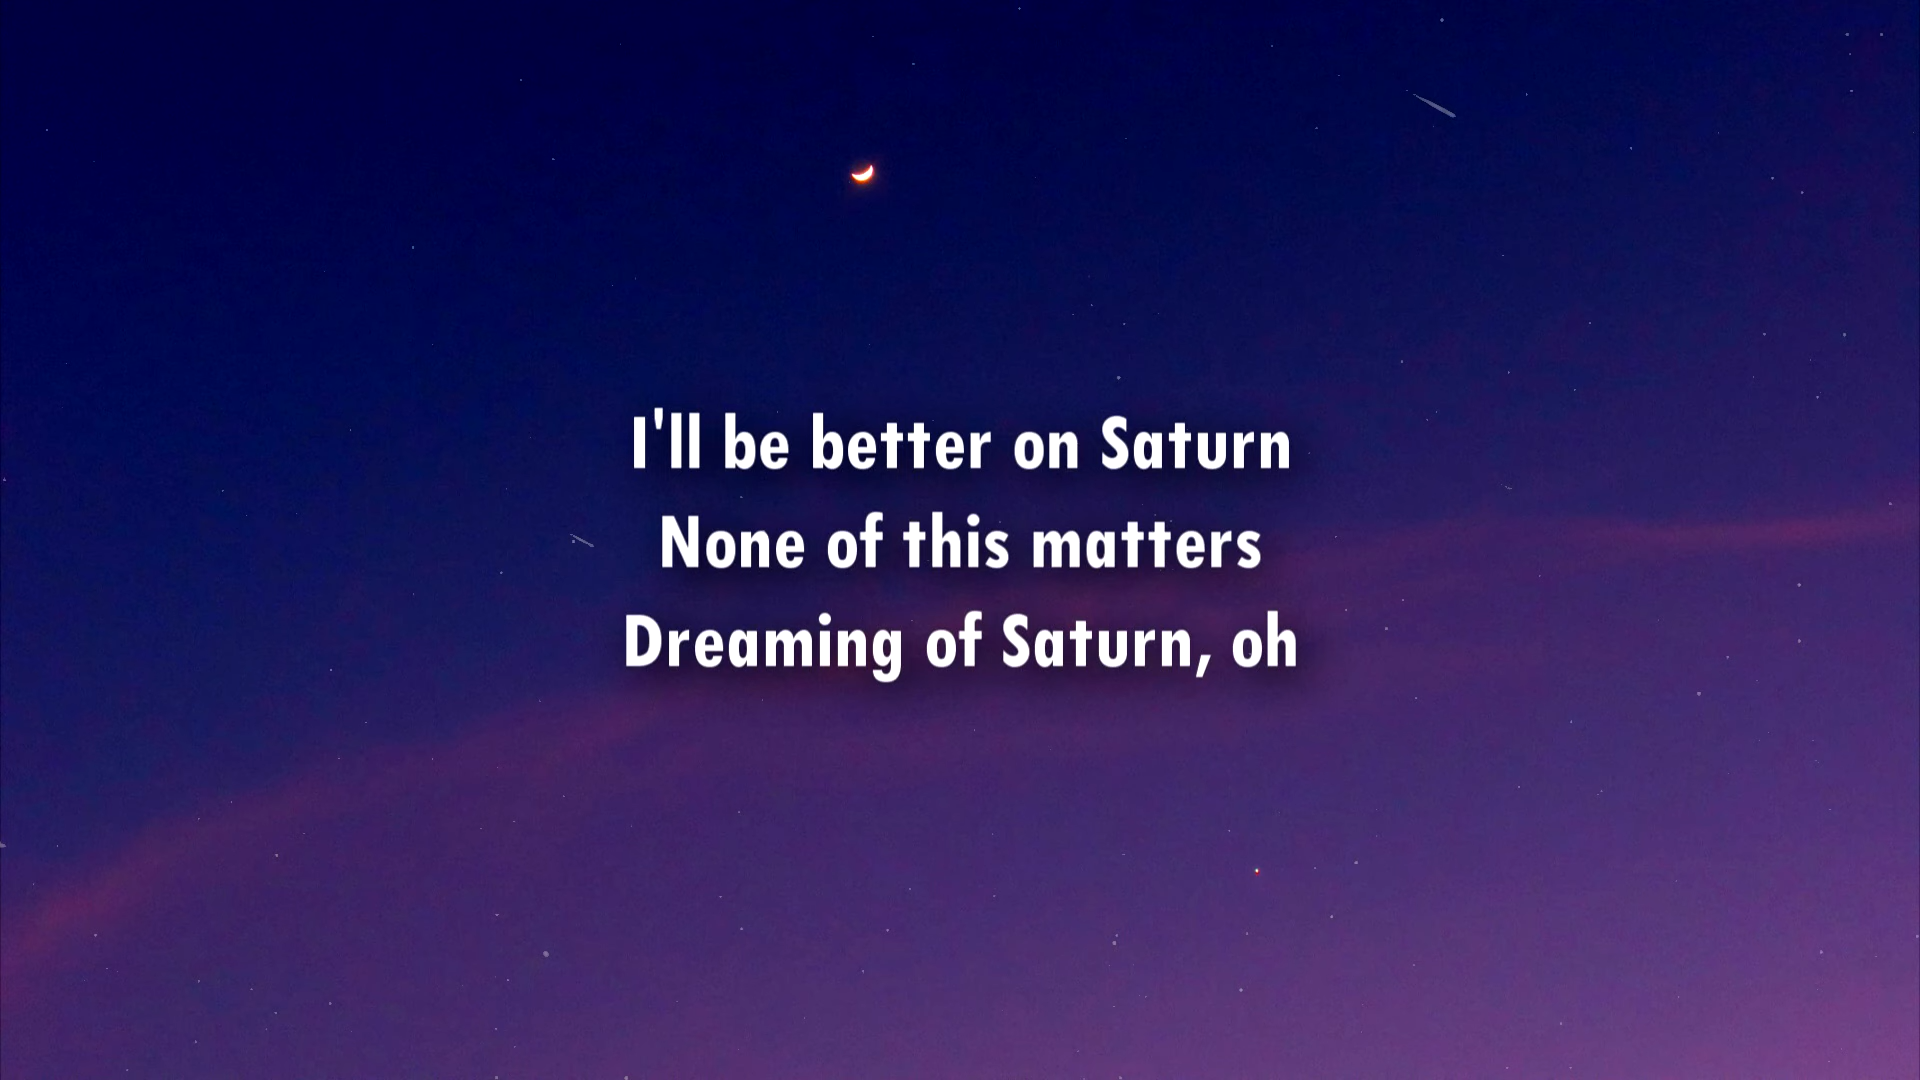 I'll be better on Saturn
None of this matters
Dreaming of Saturn, oh